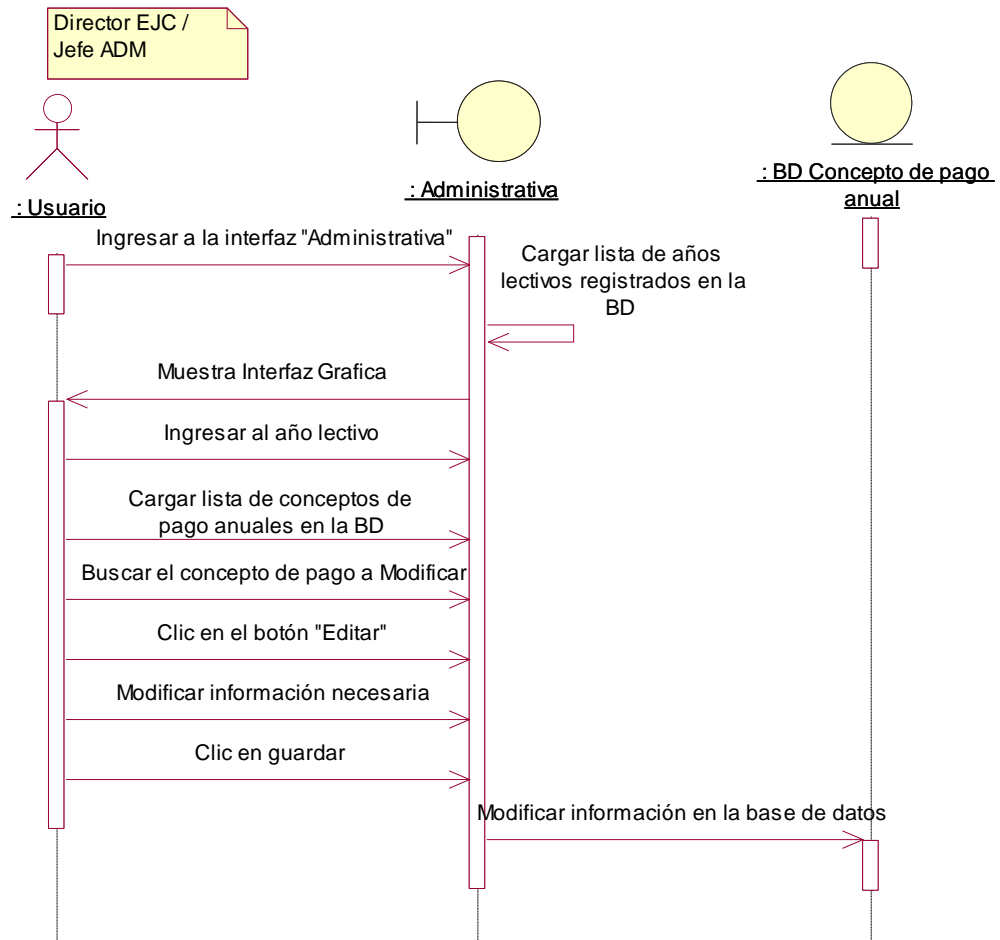 Director EJC /
Jefe ADM
: Usuario
: Administrativa
: BD Concepto de pago
anual
Ingresar a la interfaz "Administrativa"
Cargar lista de años
lectivos registrados en la
BD
Muestra Interfaz Grafica
Ingresar al año lectivo
Cargar lista de conceptos de
pago anuales en la BD
Buscar el concepto de pago a Modificar
Clic en el botón "Editar"
Modificar información necesaria
Clic en guardar
Modificar información en la base de datos